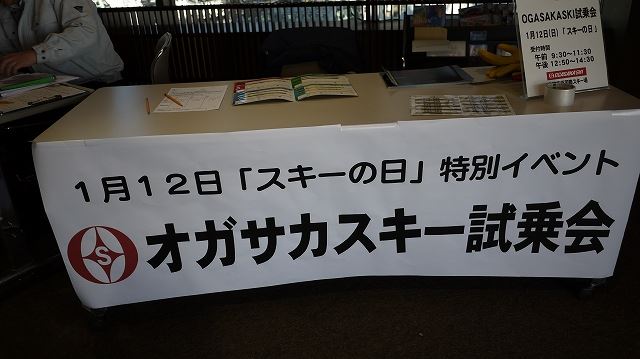 OGASAKASKI試乗会
1月12日(日)「スキーの日」
受付時間
午前 9:30~11:30
午後 12:50~14:30
1月12日「スキーの日」特別イベント
S
オガサカスキー試乗会